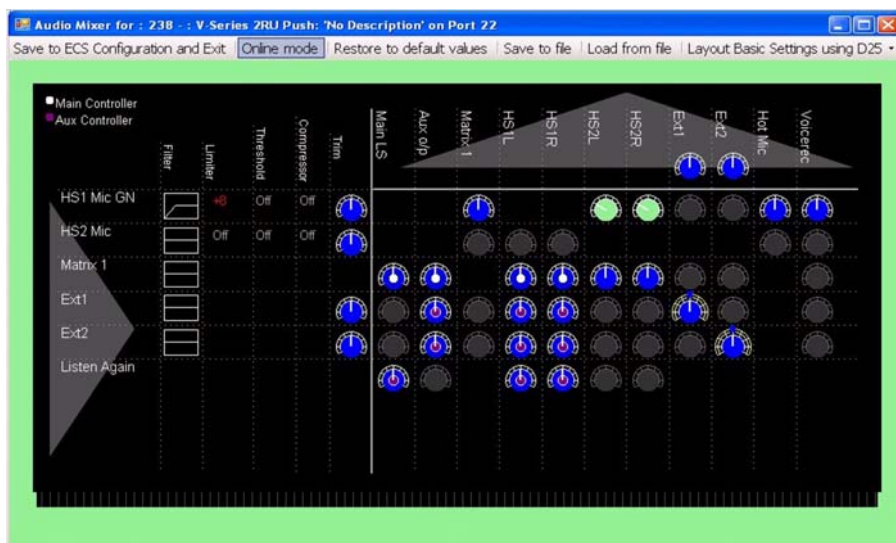 Audio Mixer for : 238 - : V-Series 2RU Push: 'No Description' on Port 22
Save to ECS Configuration and Exit Online mode Restore to default values Save to file Load from file Layout Basic Settings using D25
Main Controller
Aux Controller
Filter Limiter Threshold Compressor Trim Main LS Aux o/p Matrix 1 HS1L HS1R HS2L HS2R Ext1 Ext2 Hot Mic Voicerec
HS1 Mic GN +8 Off Off
HS2 Mic Off Off Off
Matrix 1
Ext1
Ext2
Listen Again